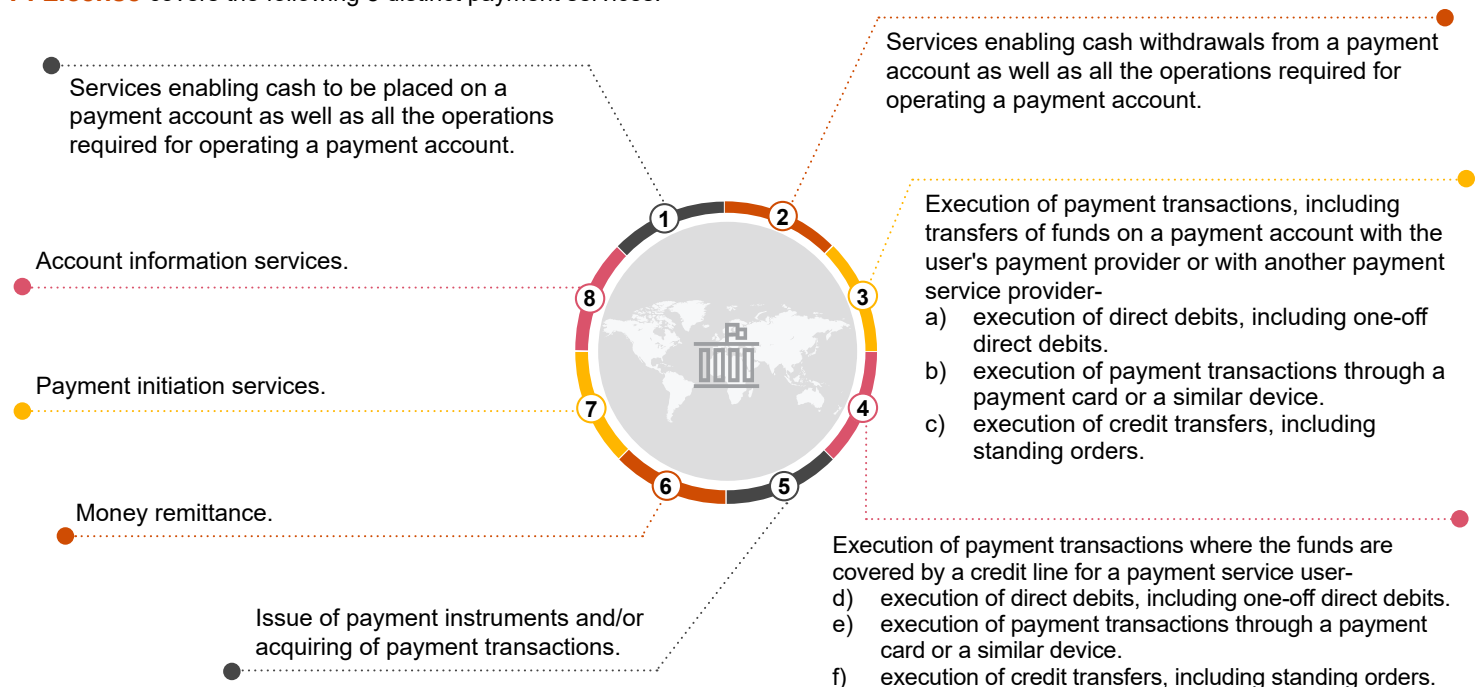 covers the following 8 distinct payment services:
Services enabling cash to be placed on a
payment account as well as all the operations
required for operating a payment account.
Services enabling cash withdrawals from a payment
account as well as all the operations required for
operating a payment account.
Execution of payment transactions, including
transfers of funds on a payment account with the
user's payment provider or with another payment
service provider-
a) execution of direct debits, including one-off
direct debits.
b) execution of payment transactions through a
payment card or a similar device.
c) execution of credit transfers, including
standing orders.
Execution of payment transactions where the funds are
covered by a credit line for a payment service user-
d) execution of direct debits, including one-off direct debits.
e) execution of payment transactions through a payment
card or a similar device.
f) execution of credit transfers, including standing orders.
Issue of payment instruments and/or
acquiring of payment transactions.
Money remittance.
Payment initiation services.
Account information services.
1
2
3
4
5
6
7
8